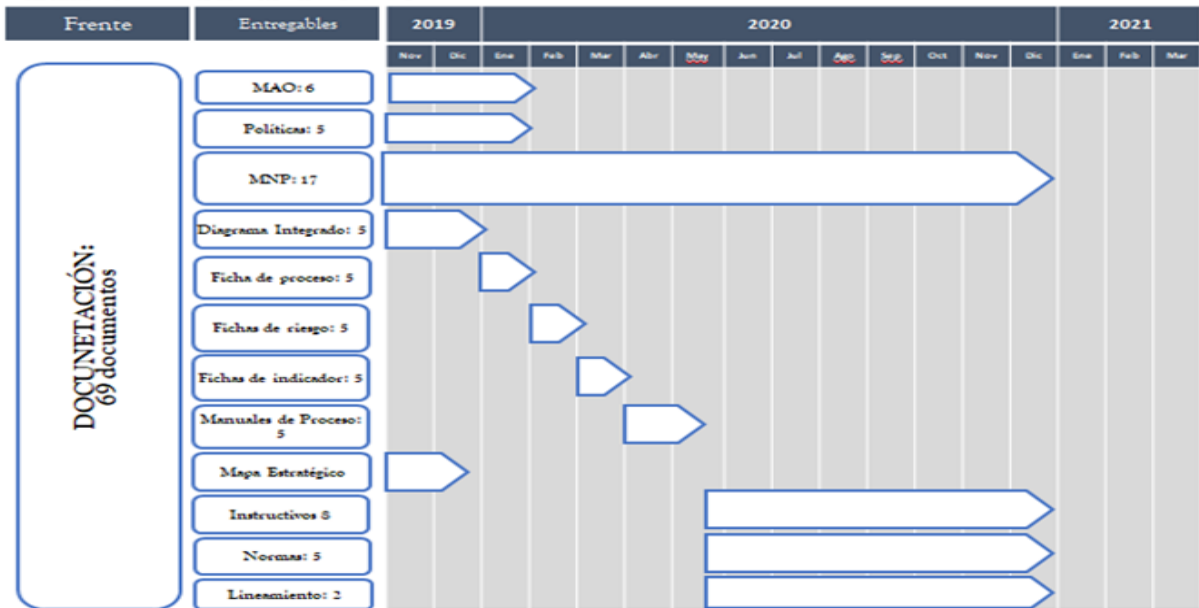 Frente
Entregables
2019
2020
2021
Nov Dic Ene Feb Mar Abr May Jun Jul Ago Sep Oct Nov Dic Ene Feb Mar
DOCUNETACIÓN:
69 documentos
MAO: 6
Políticas: 5
MNP: 17
Diagrama Integrado: 5
Ficha de proceso: 5
Fichas de riesgo: 5
Fichas de indicador: 5
Manuales de Proceso:
5
Mapa Estratégico
Instructivos 8
Normas: 5
Lineamiento: 2